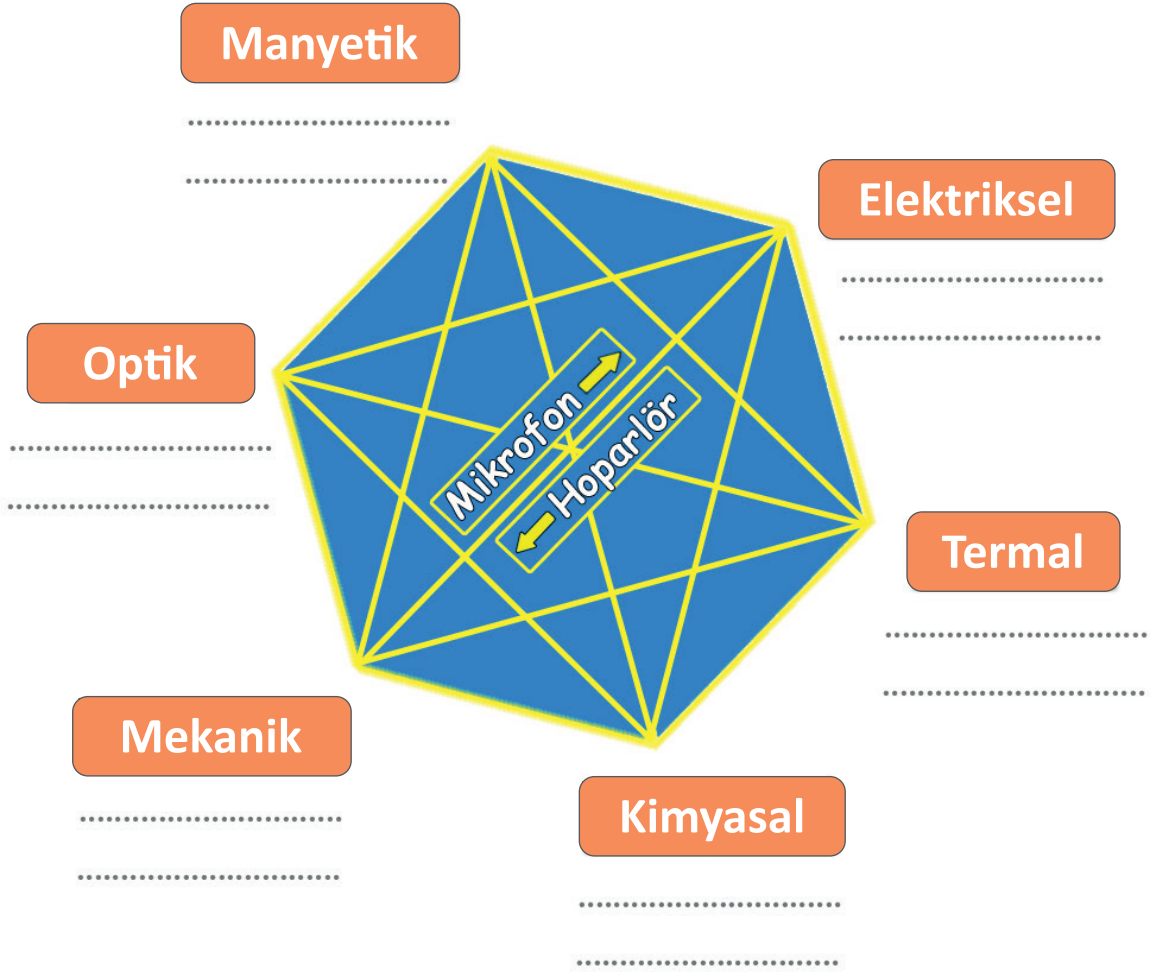 Manyetik
Elektriksel
Optik
Mikrofon
Hoparlör
Termal
Mekanik
Kimyasal